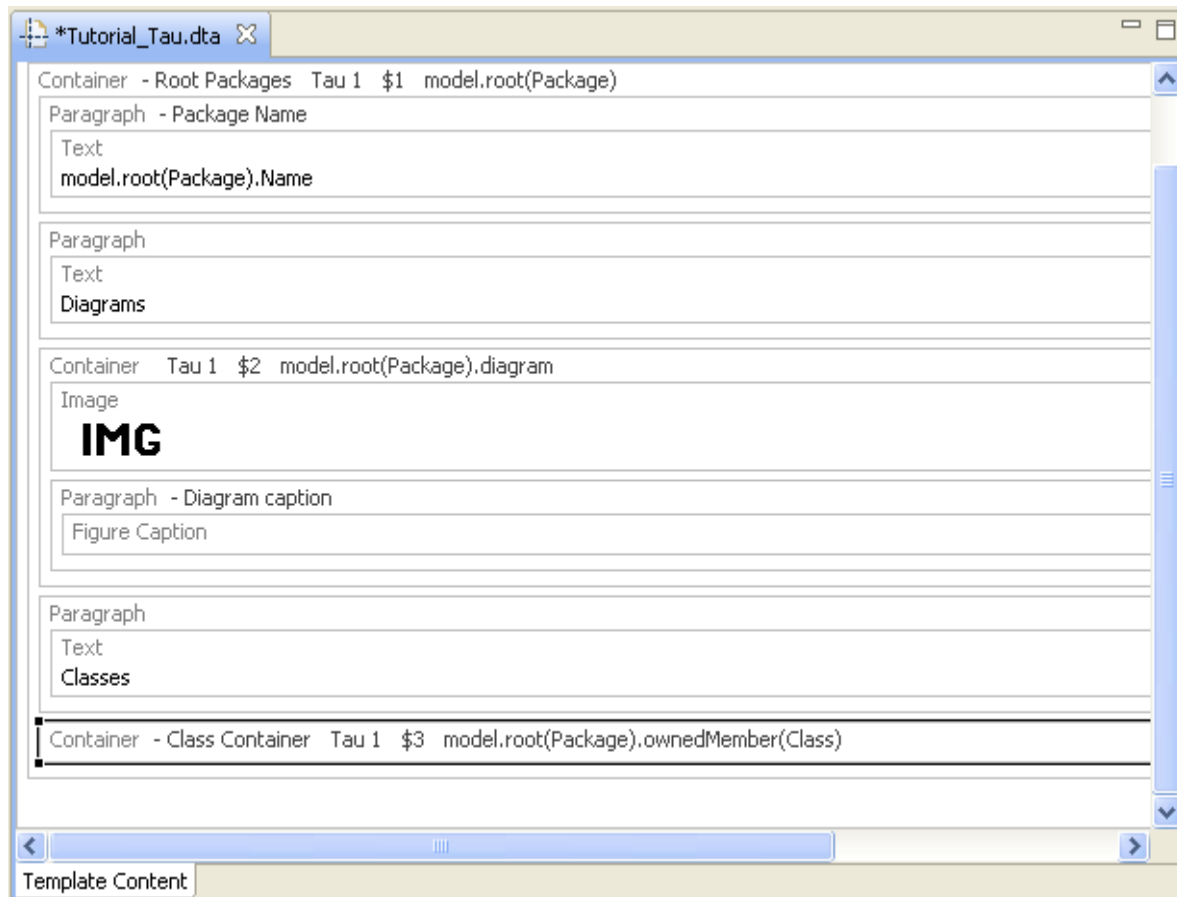 *Tutorial_Tau.dta
Container - Root Packages Tau 1 $1 model.root(Package)
Paragraph - Package Name
Text
model.root(Package).Name
Paragraph
Text
Diagrams
Container Tau 1 $2 model.root(Package).diagram
Image
IMG
Paragraph - Diagram caption
Figure Caption
Paragraph
Text
Classes
Container - Class Container Tau 1 $3 model.root(Package).ownedMember(Class)
Template Content